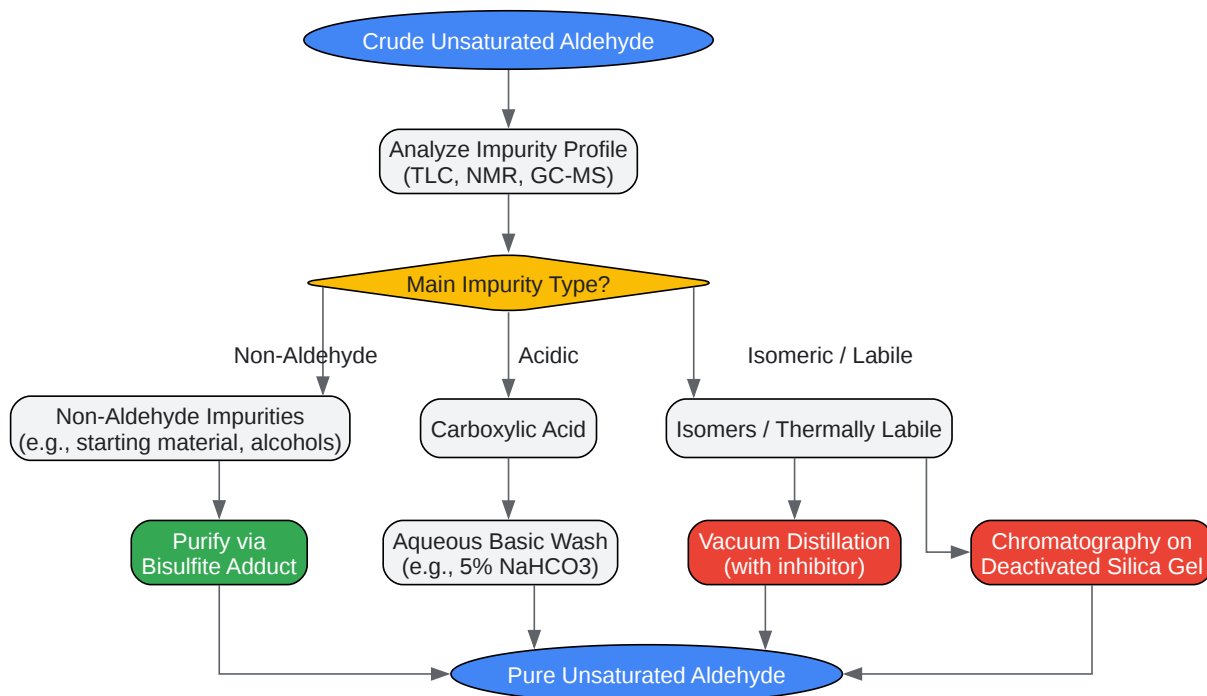 Crude Unsaturated Aldehyde
Analyze Impurity Profile
(TLC, NMR, GC-MS)
Main Impurity Type?
Non-Aldehyde
Acidic
Isomeric / Labile
Non-Aldehyde Impurities
(e.g., starting material, alcohols)
Carboxylic Acid
Isomers / Thermally Labile
Purify via
Bisulfite Adduct
Aqueous Basic Wash
(e.g., 5% NaHCO3)
Vacuum Distillation
(with inhibitor)
Chromatography on
Deactivated Silica Gel
Pure Unsaturated Aldehyde